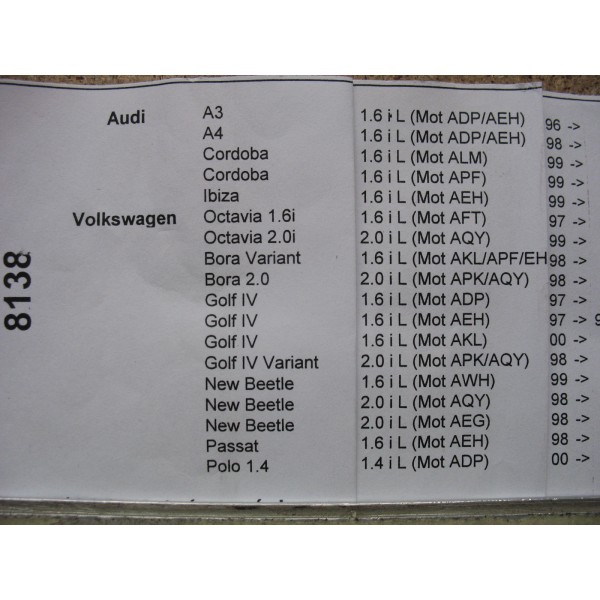 8138
Audi A3 1.6 i L (Mot ADP/AEH) 96 ->
A4 1.6 i L (Mot ADP/AEH) 98 ->
Cordoba 1.6 i L (Mot ALM) 99 ->
Cordoba 1.6 i L (Mot APF) 99 ->
Ibiza 1.6 i L (Mot AEH) 99 ->
Volkswagen Octavia 1.6i 1.6 i L (Mot AFT) 97 ->
Octavia 2.0i 2.0 i L (Mot AQY) 99 ->
Bora Variant 1.6 i L (Mot AKL/APF/EH 98 ->
Bora 2.0 2.0 i L (Mot APK/AQY) 98 ->
Golf IV 1.6 i L (Mot ADP) 97 ->
Golf IV 1.6 i L (Mot AEH) 97 -> 9
Golf IV 1.6 i L (Mot AKL) 00 ->
Golf IV Variant 2.0 i L (Mot APK/AQY) 98 ->
New Beetle 1.6 i L (Mot AWH) 99 ->
New Beetle 2.0 i L (Mot AQY) 98 ->
New Beetle 2.0 i L (Mot AEG) 98 ->
Passat 1.6 i L (Mot AEH) 98 ->
Polo 1.4 1.4 i L (Mot ADP) 00 ->